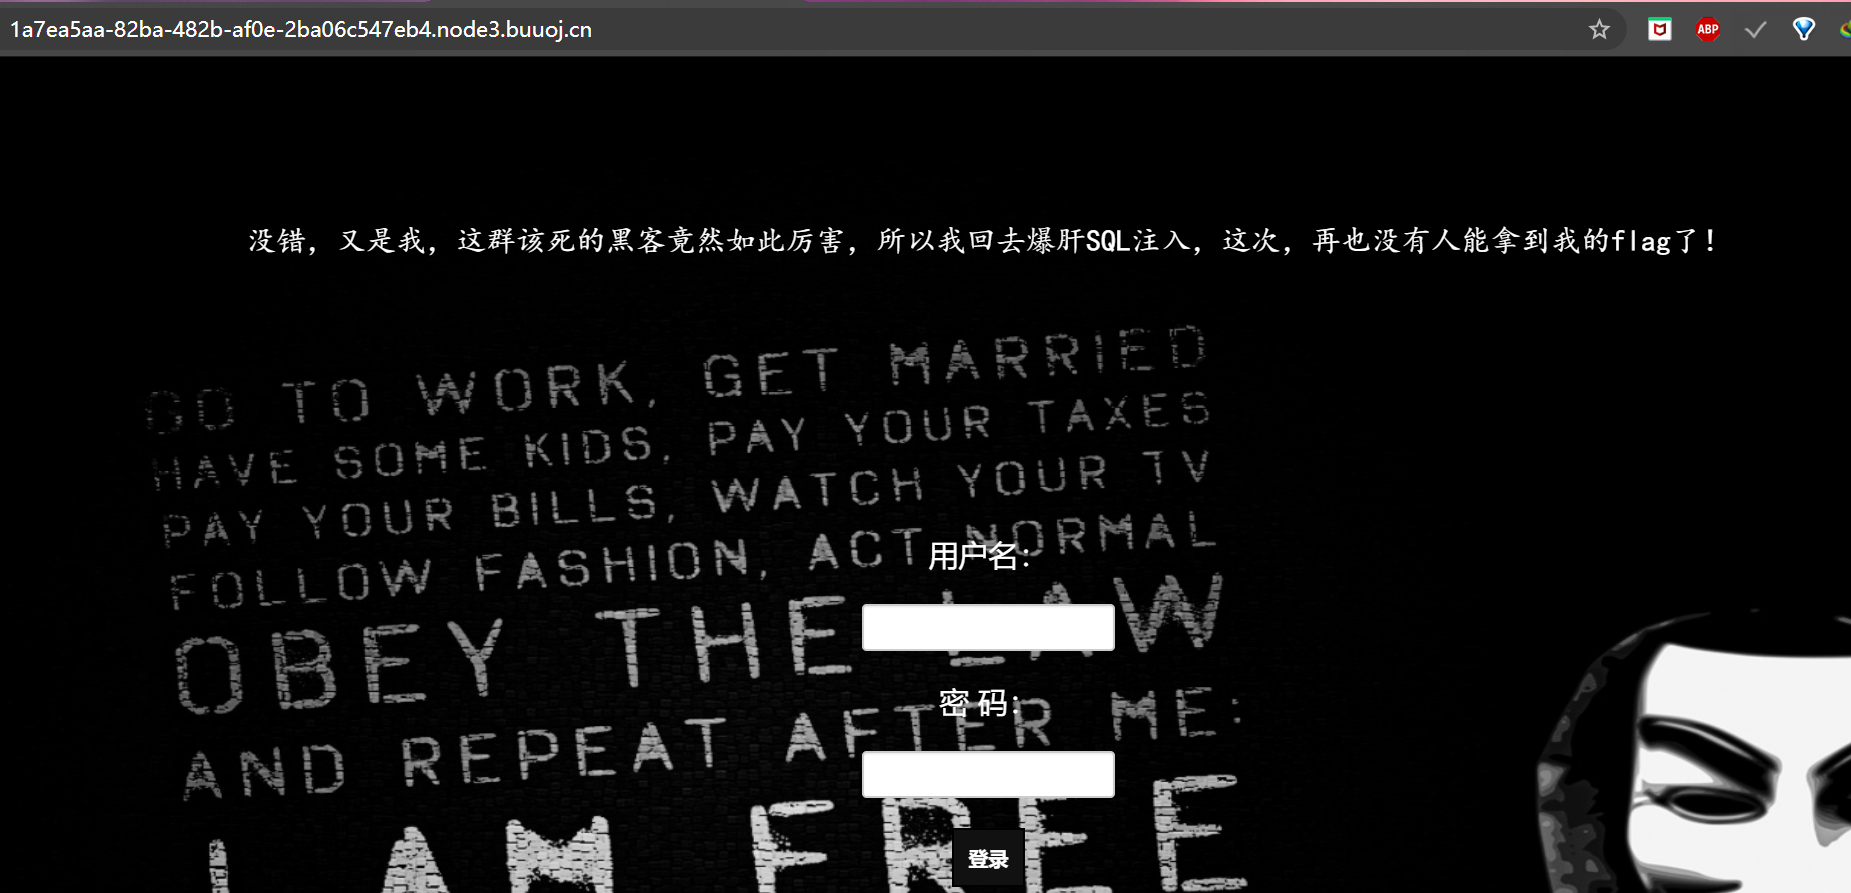 1a7ea5aa-82ba-482b-af0e-2ba06c547eb4.node3.buuoj.cn
ABP
没错，又是我，这群该死的黑客竟然如此厉害，所以我回去爆肝SQL注入，这次，再也没有人能拿到我的flag了！
GO TO WORK, GET MARRIED
HAVE SOME KIDS, PAY YOUR TAXES
PAY YOUR BILLS, WATCH YOUR TV
FOLLOW FASHION, ACT NORMAL
用户名：
OBEY THE LAW
密 码：
AND REPEAT AFTER ME:
I AM FREE
登录